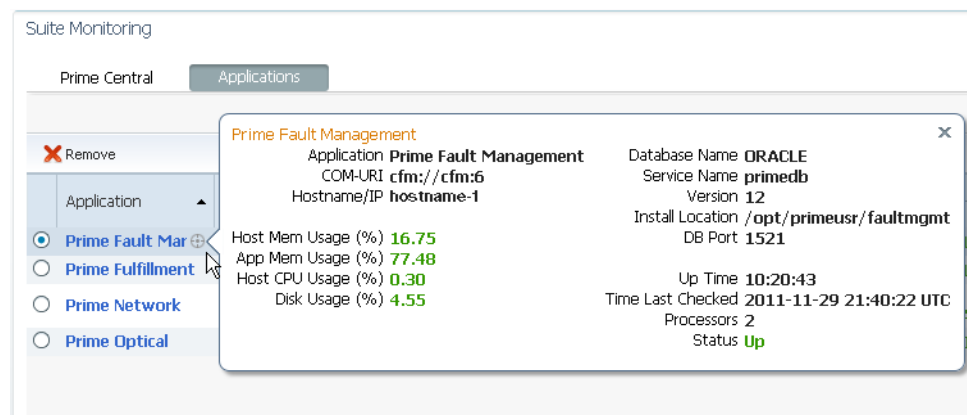 Suite Monitoring
Prime Central
Applications
Remove
Application
Prime Fault Mar
Prime Fulfillment
Prime Network
Prime Optical
Prime Fault Management
Application Prime Fault Management
COM-URI cfm://cfm:6
Hostname/IP hostname-1
Host Mem Usage (%) 16.75
App Mem Usage (%) 77.48
Host CPU Usage (%) 0.30
Disk Usage (%) 4.55
Database Name ORACLE
Service Name primedb
Version 12
Install Location /opt/primeusr/faultmgmt
DB Port 1521
Up Time 10:20:43
Time Last Checked 2011-11-29 21:40:22 UTC
Processors 2
Status Up